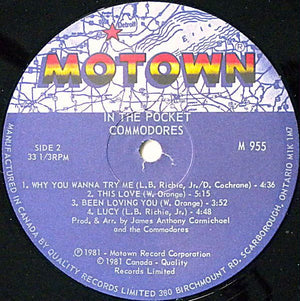 Detroit
MOTOWN
IN THE POCKET
COMMODORES
SIDE 2
33 1/3RPM
M 955
1. WHY YOU WANNA TRY ME (L.B. Richie, Jr./D. Cochrane) - 4:36
2. THIS LOVE (W. Orange) - 5:15
3. BEEN LOVING YOU (W. Orange) - 3:02
4. LUCY (L.B. Richie, Jr.) - 4:48
Prod. & Arr. by James Anthony Carmichael
and the Commodores
℗1981 - Motown Record Corporation
©1981 Canada - Quality
Records Limited
MANUFACTURED IN CANADA, BY QUALITY RECORDS LIMITED 380 BIRCHMOUNT RD, SCARBOROUGH, ONTARIO M1K 1M7